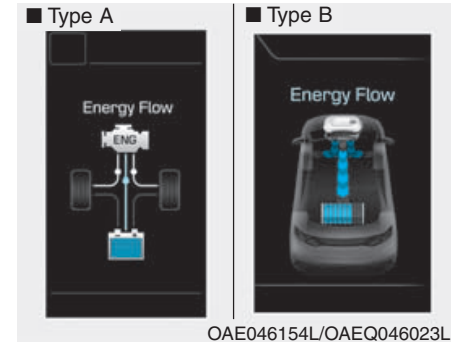 ■ Type A
■ Type B
Energy Flow
ENG
Energy Flow
OAE046154L/OAEQ046023L